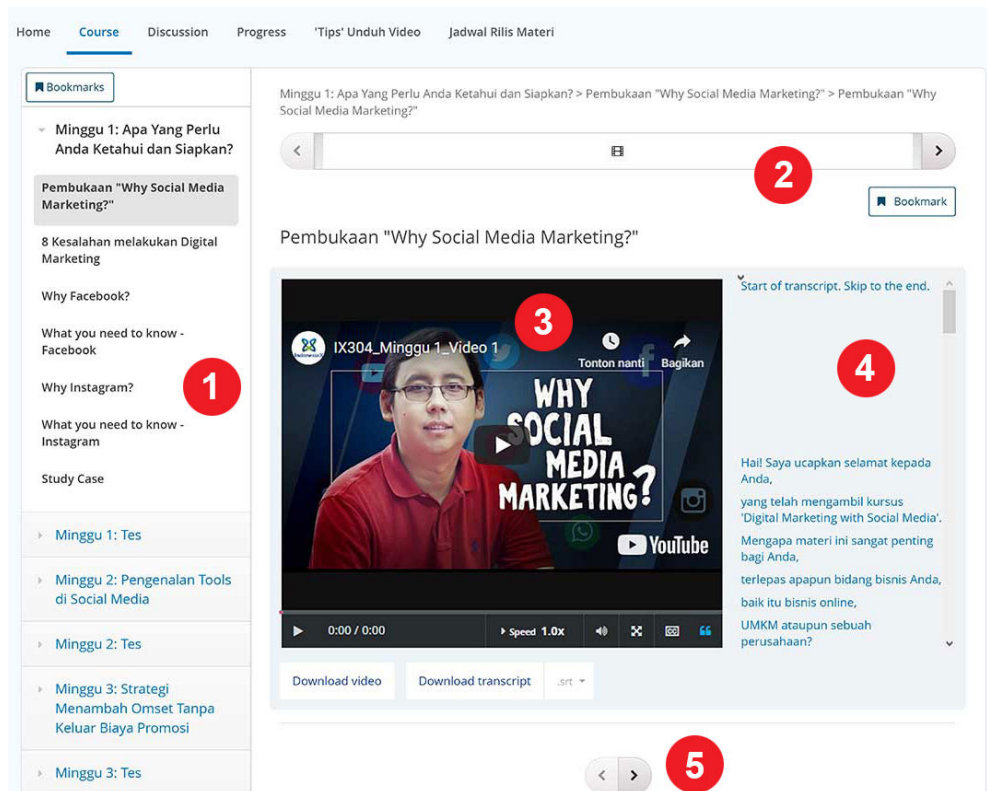 Home Course Discussion Progress 'Tips' Unduh Video Jadwal Rilis Materi
Bookmarks
Minggu 1: Apa Yang Perlu
Anda Ketahui dan Siapkan?
Pembukaan "Why Social Media
Marketing?"
8 Kesalahan melakukan Digital
Marketing
Why Facebook?
What you need to know -
Facebook
Why Instagram?
1
What you need to know -
Instagram
Study Case
Minggu 1: Tes
Minggu 2: Pengenalan Tools
di Social Media
Minggu 2: Tes
Minggu 3: Strategi
Menambah Omset Tanpa
Keluar Biaya Promosi
Minggu 3: Tes
Minggu 1: Apa Yang Perlu Anda Ketahui dan Siapkan? > Pembukaan "Why Social Media Marketing?" > Pembukaan "Why
Social Media Marketing?"
2
Bookmark
Pembukaan "Why Social Media Marketing?"
IX304_Minggu 1_Video 1
3
Tonton nanti Bagikan
WHY
SOCIAL
MEDIA
MARKETING?
YouTube
0:00 / 0:00 Speed 1.0x
CC
Start of transcript. Skip to the end.
4
Hai! Saya ucapkan selamat kepada
Anda,
yang telah mengambil kursus
'Digital Marketing with Social Media'.
Mengapa materi ini sangat penting
bagi Anda,
terlepas apapun bidang bisnis Anda,
baik itu bisnis online,
UMKM ataupun sebuah
perusahaan?
Download video Download transcript .srt
5